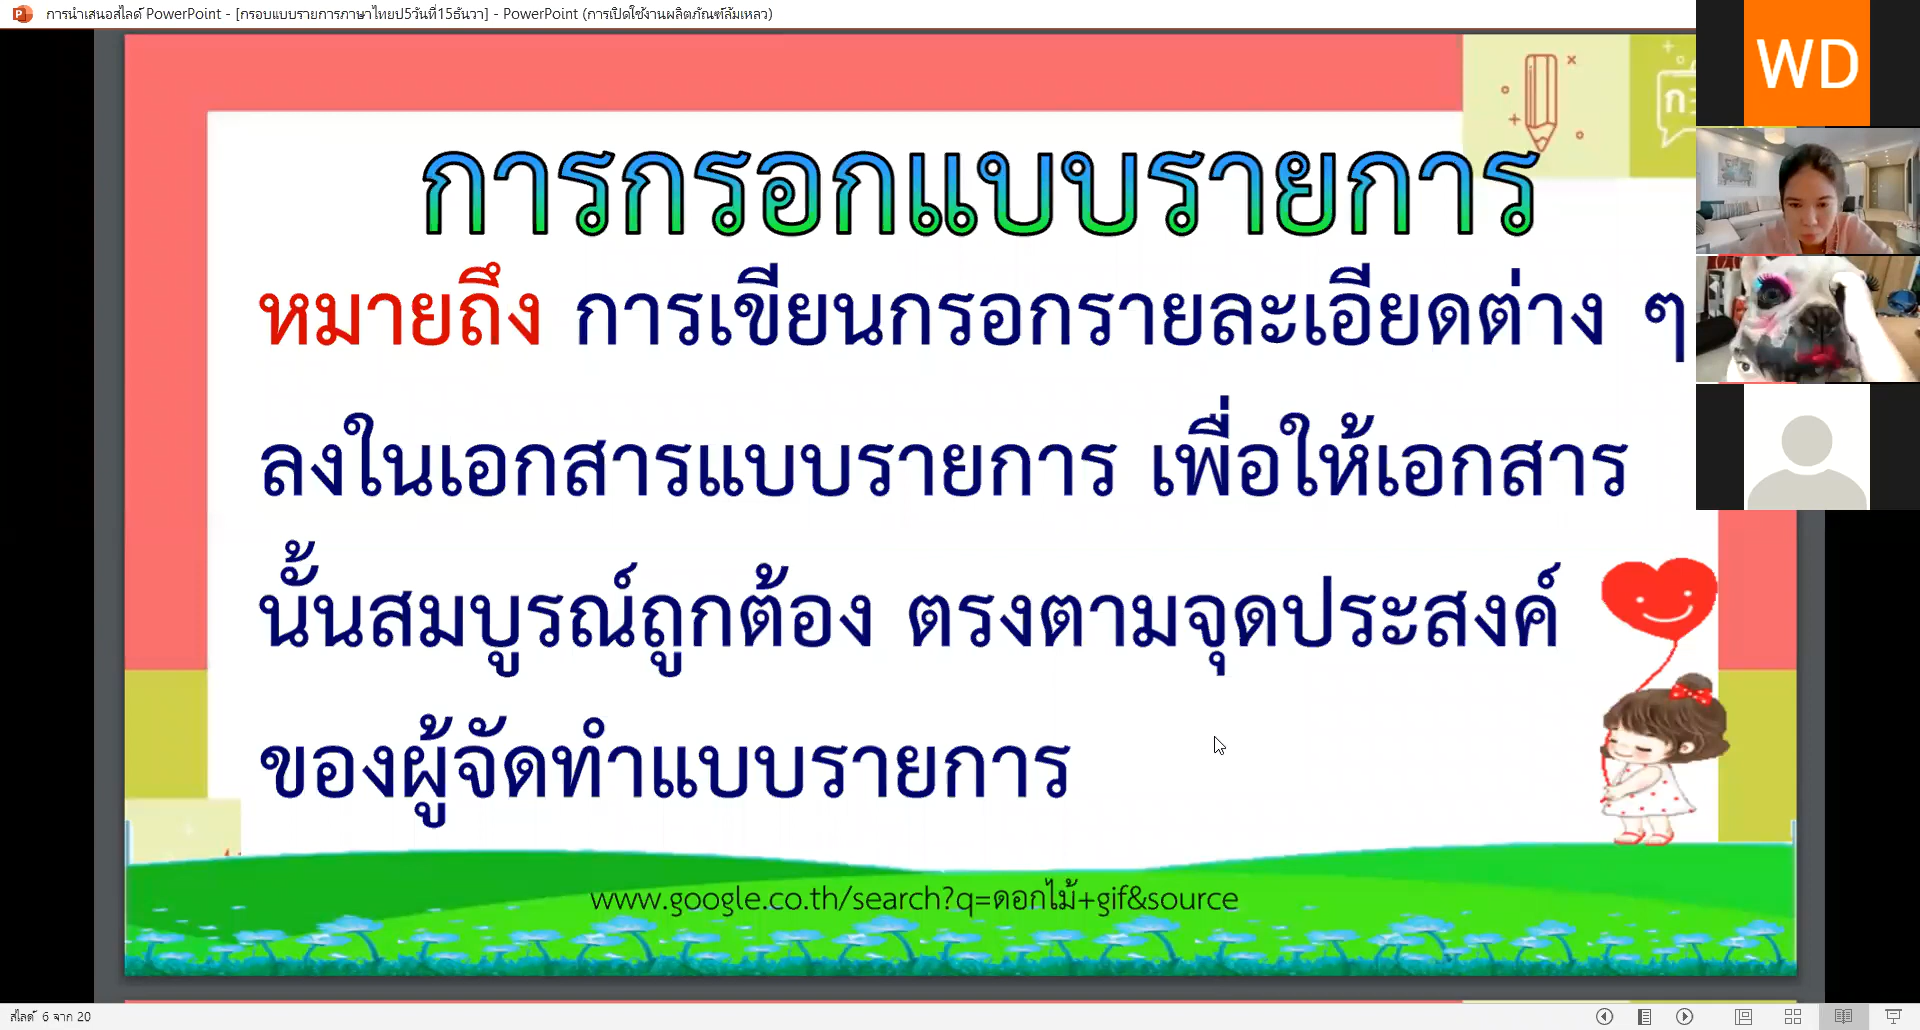 การนำเสนอสไลด์ PowerPoint - [กรอบแบบรายการภาษาไทยป5วันที่15ธันวา] - PowerPoint (การเปิดใช้งานผลิตภัณฑ์ล้มเหลว)
WD
การกรอกแบบรายการ
หมายถึง การเขียนกรอกรายละเอียดต่าง ๆ
ลงในเอกสารแบบรายการ เพื่อให้เอกสาร
นั้นสมบูรณ์ถูกต้อง ตรงตามจุดประสงค์
ของผู้จัดทำแบบรายการ
www.google.co.th/search?q=ดอกไม้+gif&source
สไลด์ 6 จาก 20